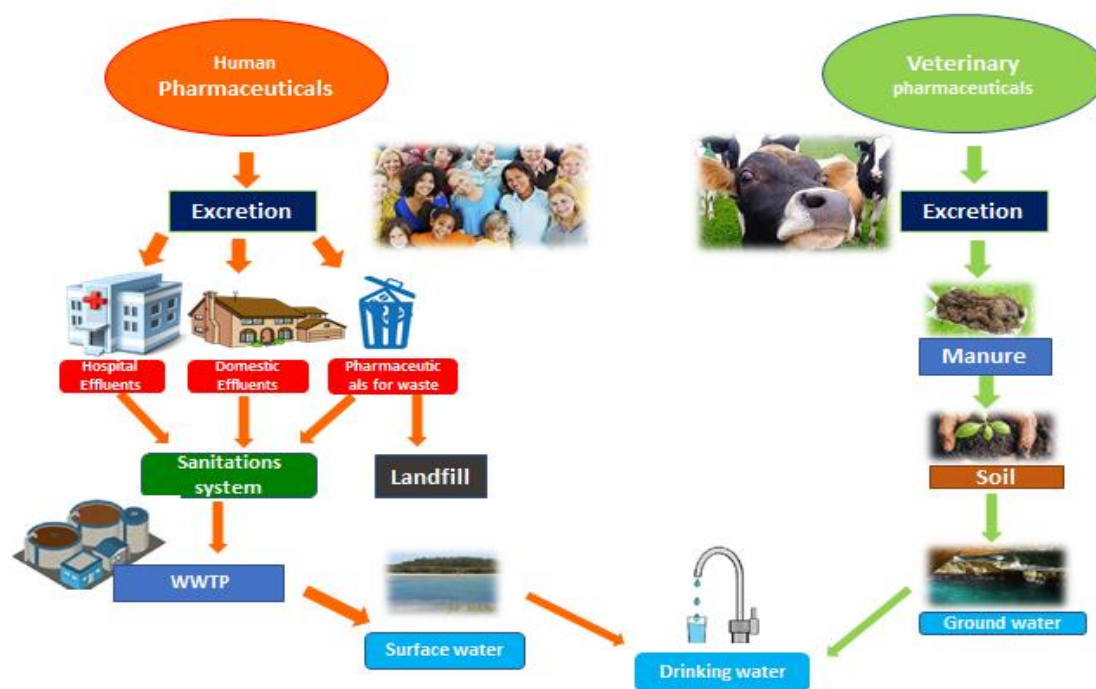 Human
Pharmaceuticals
Veterinary
pharmaceuticals
Excretion
Excretion
Hospital
Effluents
Domestic
Effluents
Pharmaceutic
als for waste
Manure
Sanitations
system
Landfill
Soil
WWTP
Surface water
Drinking water
Ground water